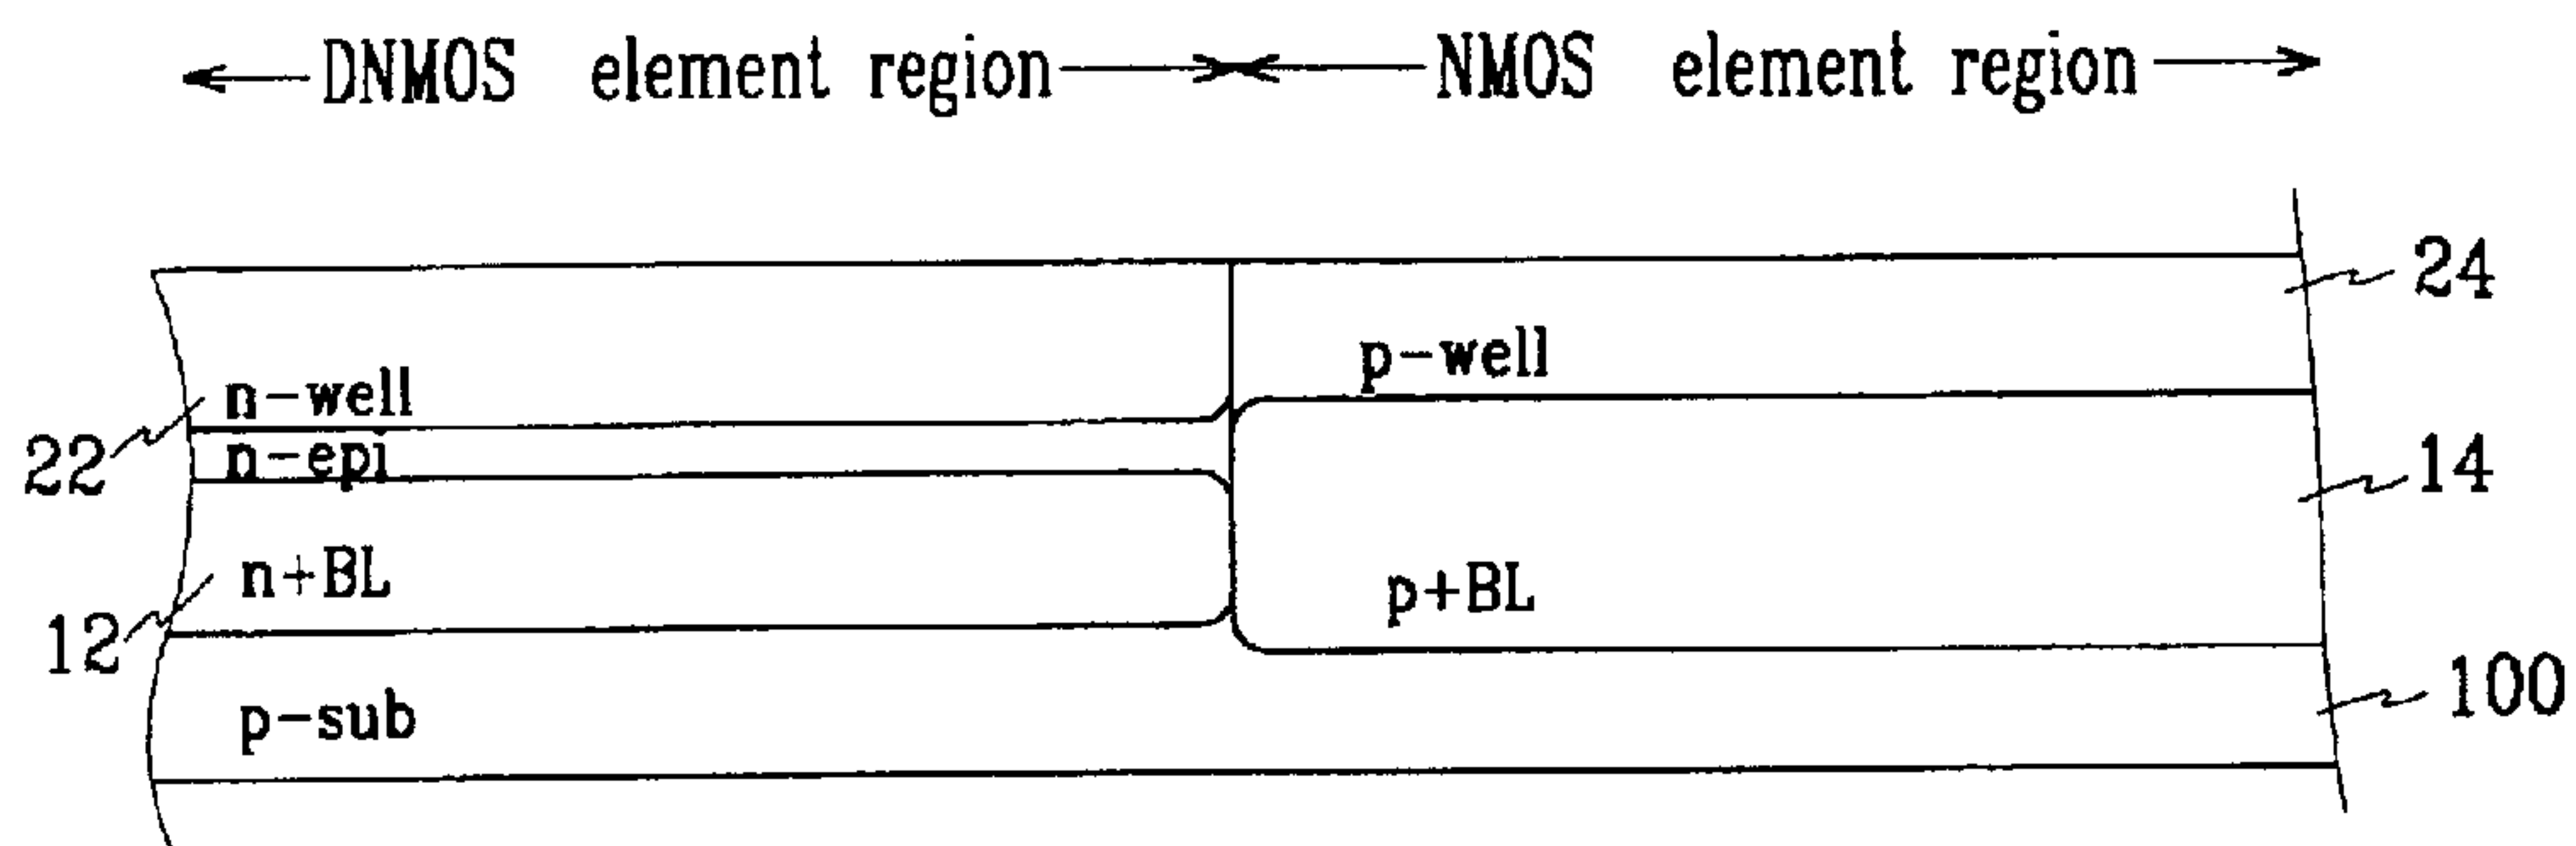 DNMOS element region NMOS element region
24
p-well
n-well
22
n-epi
14
n+BL
p+BL
12
100
p-sub